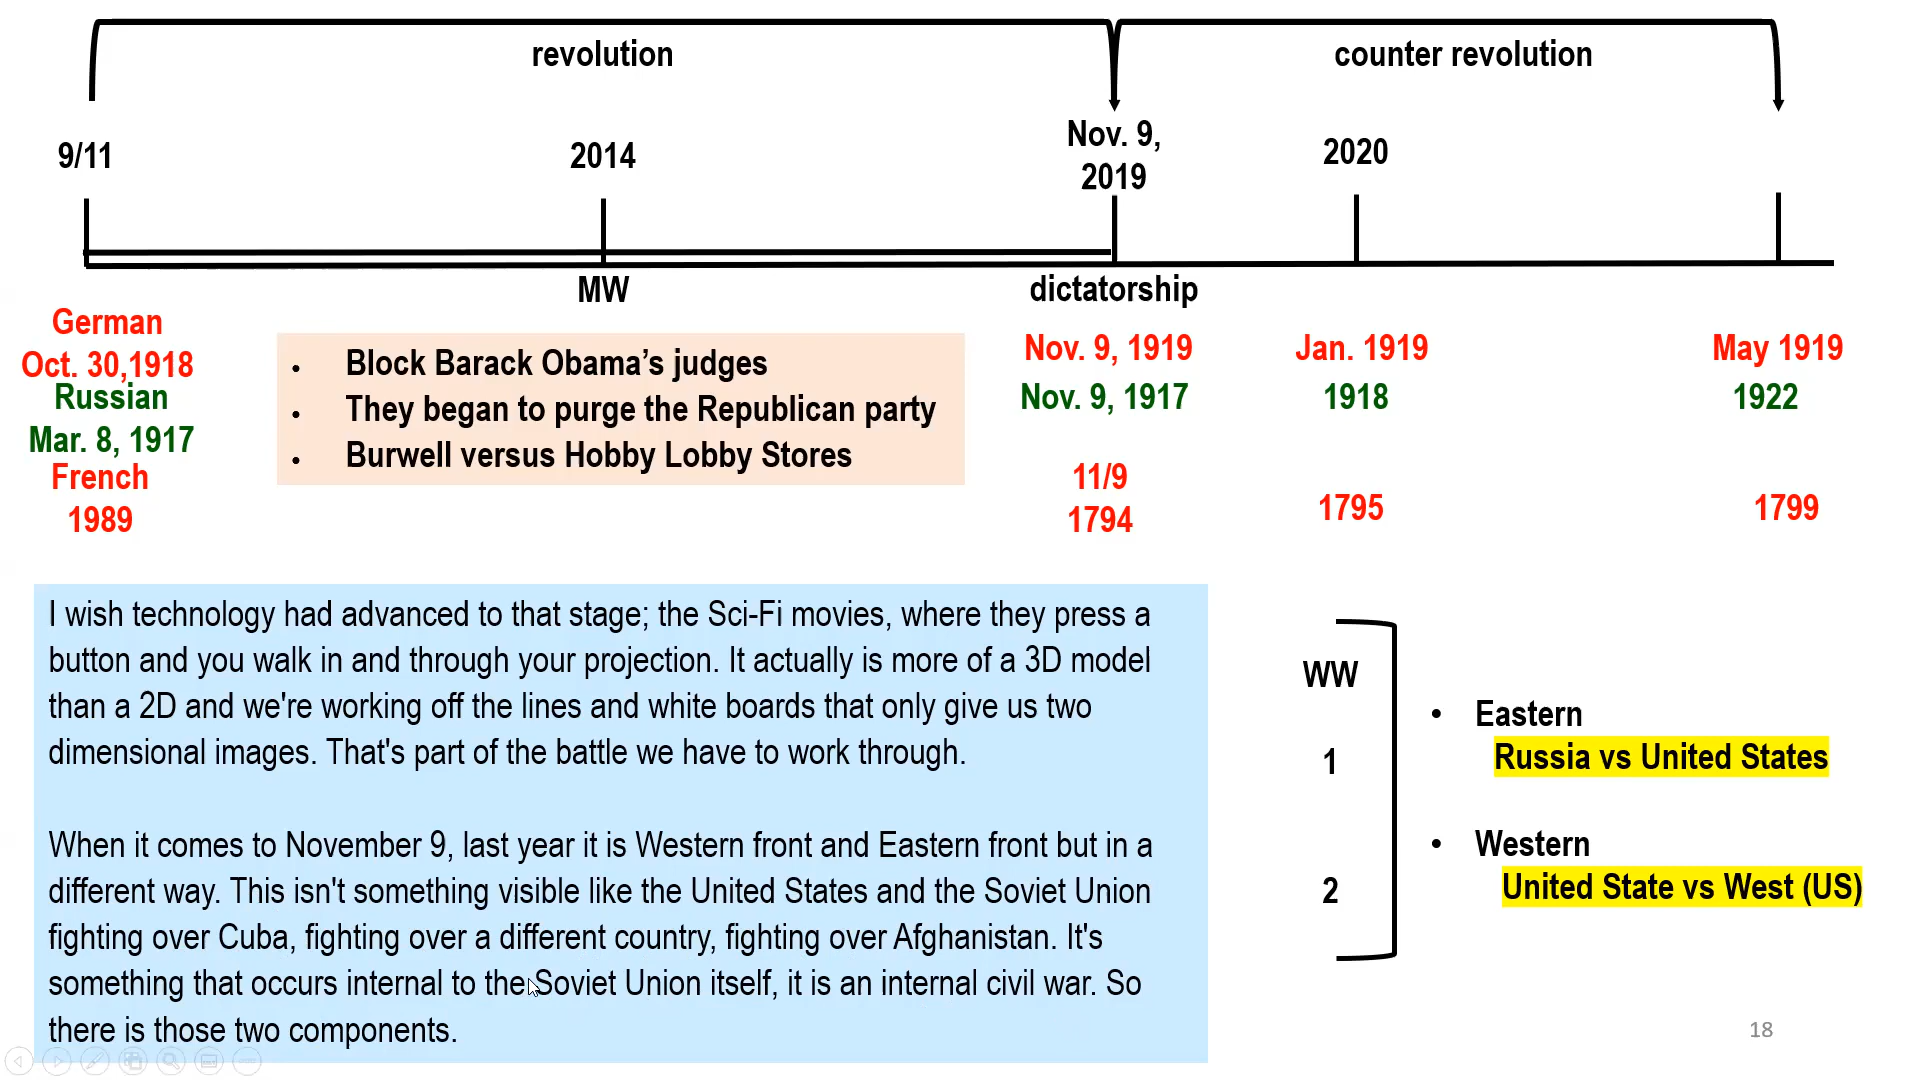 revolution
counter revolution
9/11
2014
Nov. 9,
2019
2020
MW
dictatorship
German
Oct. 30,1918
Russian
Mar. 8, 1917
French
1989
• Block Barack Obama’s judges
• They began to purge the Republican party
• Burwell versus Hobby Lobby Stores
Nov. 9, 1919
Jan. 1919
May 1919
Nov. 9, 1917
1918
1922
11/9
1794
1795
1799
I wish technology had advanced to that stage; the Sci-Fi movies, where they press a
button and you walk in and through your projection. It actually is more of a 3D model
than a 2D and we're working off the lines and white boards that only give us two
dimensional images. That's part of the battle we have to work through.
When it comes to November 9, last year it is Western front and Eastern front but in a
different way. This isn't something visible like the United States and the Soviet Union
fighting over Cuba, fighting over a different country, fighting over Afghanistan. It's
something that occurs internal to the Soviet Union itself, it is an internal civil war. So
there is those two components.
WW
1
2
• Eastern
Russia vs United States
• Western
United State vs West (US)
18